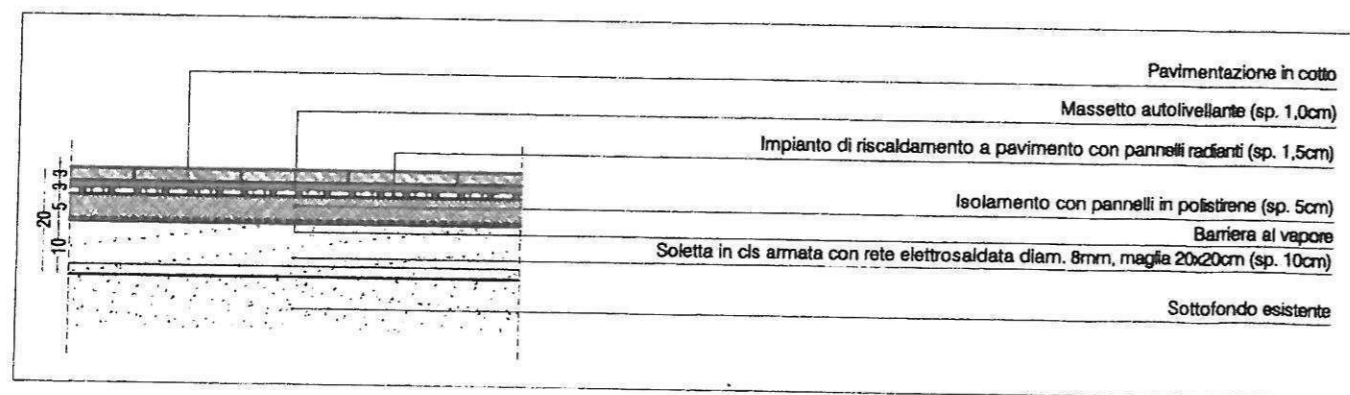 Pavimentazione in cotto
Massetto autolivellante (sp. 1,0cm)
Impianto di riscaldamento a pavimento con pannelli radianti (sp. 1,5cm)
Isolamento con pannelli in polistirene (sp. 5cm)
Barriera al vapore
Soletta in cls armata con rete elettrosaldata diam. 8mm, maglia 20x20cm (sp. 10cm)
Sottofondo esistente
20
3
3
5
10